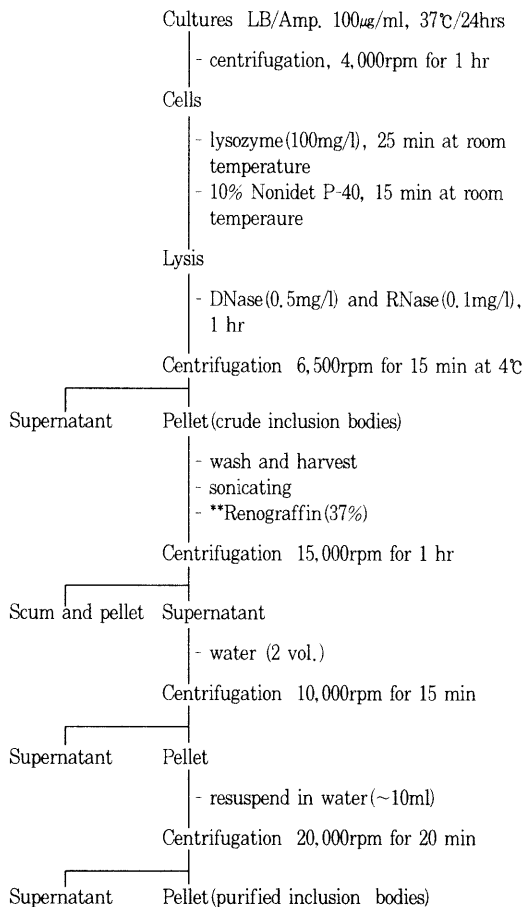 Cultures LB/Amp. 100㎍/ml, 37℃/24hrs
- centrifugation, 4,000rpm for 1 hr
Cells
- lysozyme(100mg/l), 25 min at room
temperature
- 10% Nonidet P-40, 15 min at room
temperaure
Lysis
- DNase(0.5mg/l) and RNase(0.1mg/l),
1 hr
Centrifugation 6,500rpm for 15 min at 4℃
Supernatant Pellet(crude inclusion bodies)
- wash and harvest
- sonicating
- **Renograffin(37%)
Centrifugation 15,000rpm for 1 hr
Scum and pellet Supernatant
- water (2 vol.)
Centrifugation 10,000rpm for 15 min
Supernatant Pellet
- resuspend in water(~10ml)
Centrifugation 20,000rpm for 20 min
Supernatant Pellet(purified inclusion bodies)